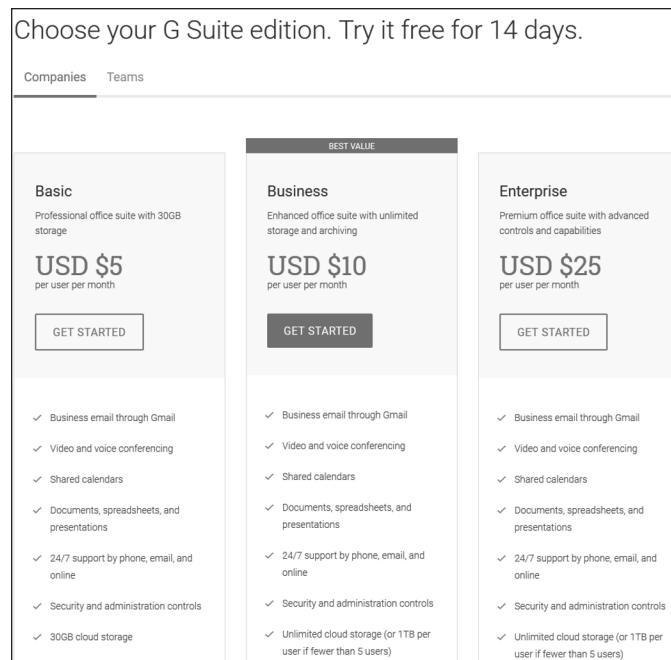 Choose your G Suite edition. Try it free for 14 days.
Companies Teams
Basic
Professional office suite with 30GB
storage
USD $5
per user per month
GET STARTED
Business email through Gmail
Video and voice conferencing
Shared calendars
Documents, spreadsheets, and
presentations
24/7 support by phone, email, and
online
Security and administration controls
30GB cloud storage
BEST VALUE
Business
Enhanced office suite with unlimited
storage and archiving
USD $10
per user per month
GET STARTED
Business email through Gmail
Video and voice conferencing
Shared calendars
Documents, spreadsheets, and
presentations
24/7 support by phone, email, and
online
Security and administration controls
Unlimited cloud storage (or 1TB per
user if fewer than 5 users)
Enterprise
Premium office suite with advanced
controls and capabilities
USD $25
per user per month
GET STARTED
Business email through Gmail
Video and voice conferencing
Shared calendars
Documents, spreadsheets, and
presentations
24/7 support by phone, email, and
online
Security and administration controls
Unlimited cloud storage (or 1TB per
user if fewer than 5 users)